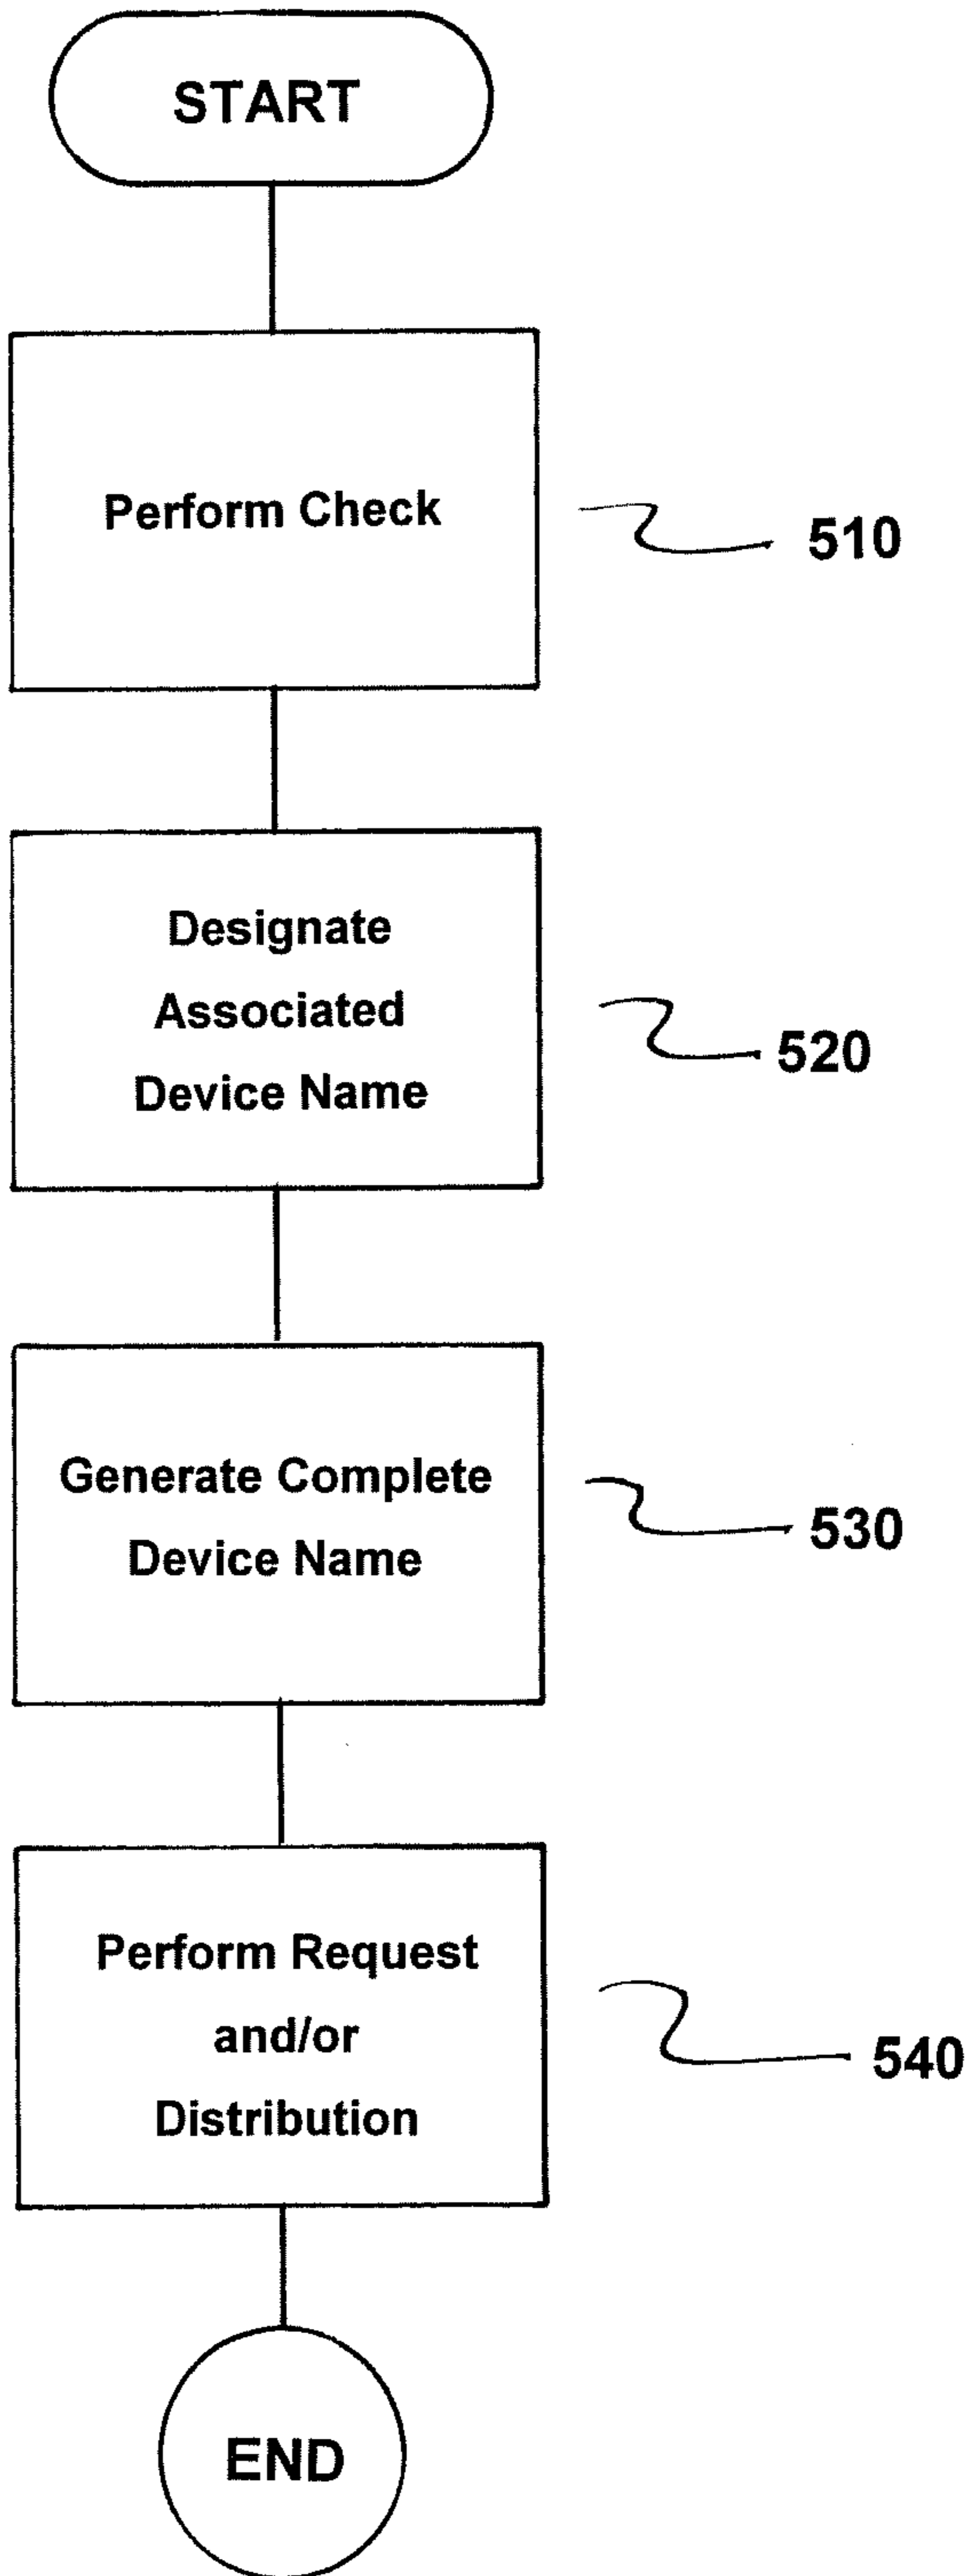 START
Perform Check
510
Designate
Associated
Device Name
520
Generate Complete
Device Name
530
Perform Request
and/or
Distribution
540
END